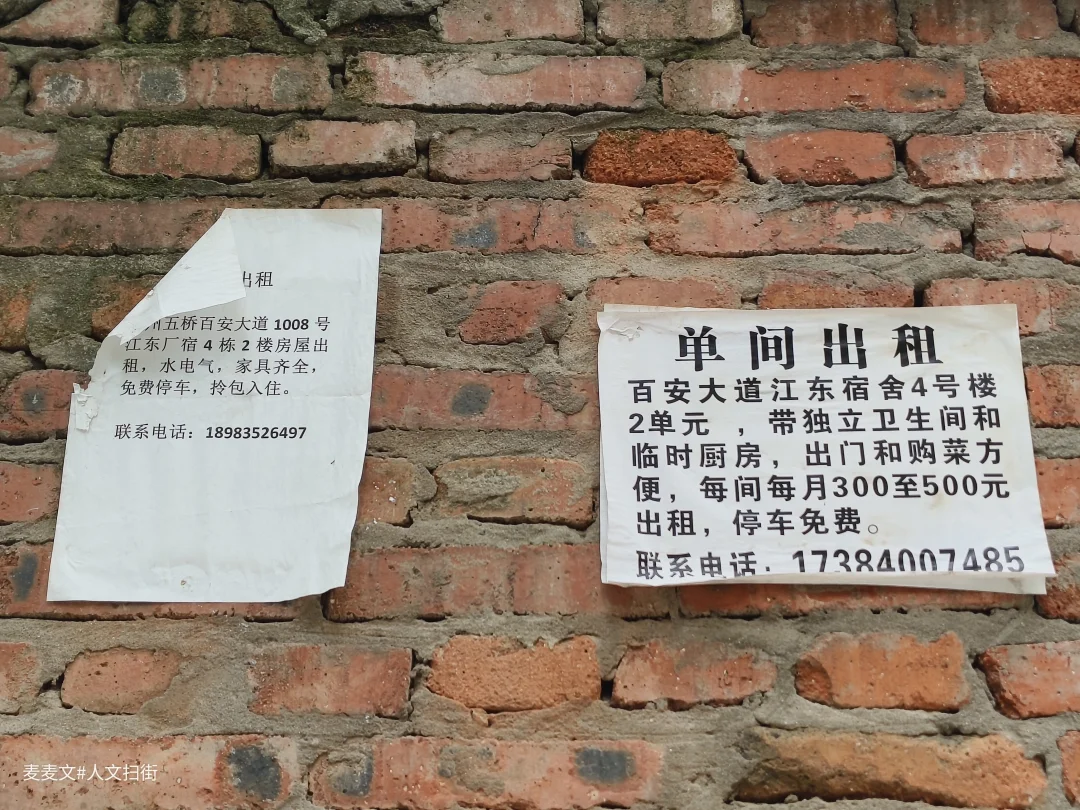 出租
州五桥百安大道 1008 号
江东厂宿 4 栋 2 楼房屋出
租，水电气，家具齐全，
免费停车，拎包入住。
联系电话：18983526497
单间出租
百安大道江东宿舍4号楼
2单元 ，带独立卫生间和
临时厨房，出门和购菜方
便，每间每月300至500元
出租，停车免费。
联系电话：17384007485
麦麦文#人文扫街